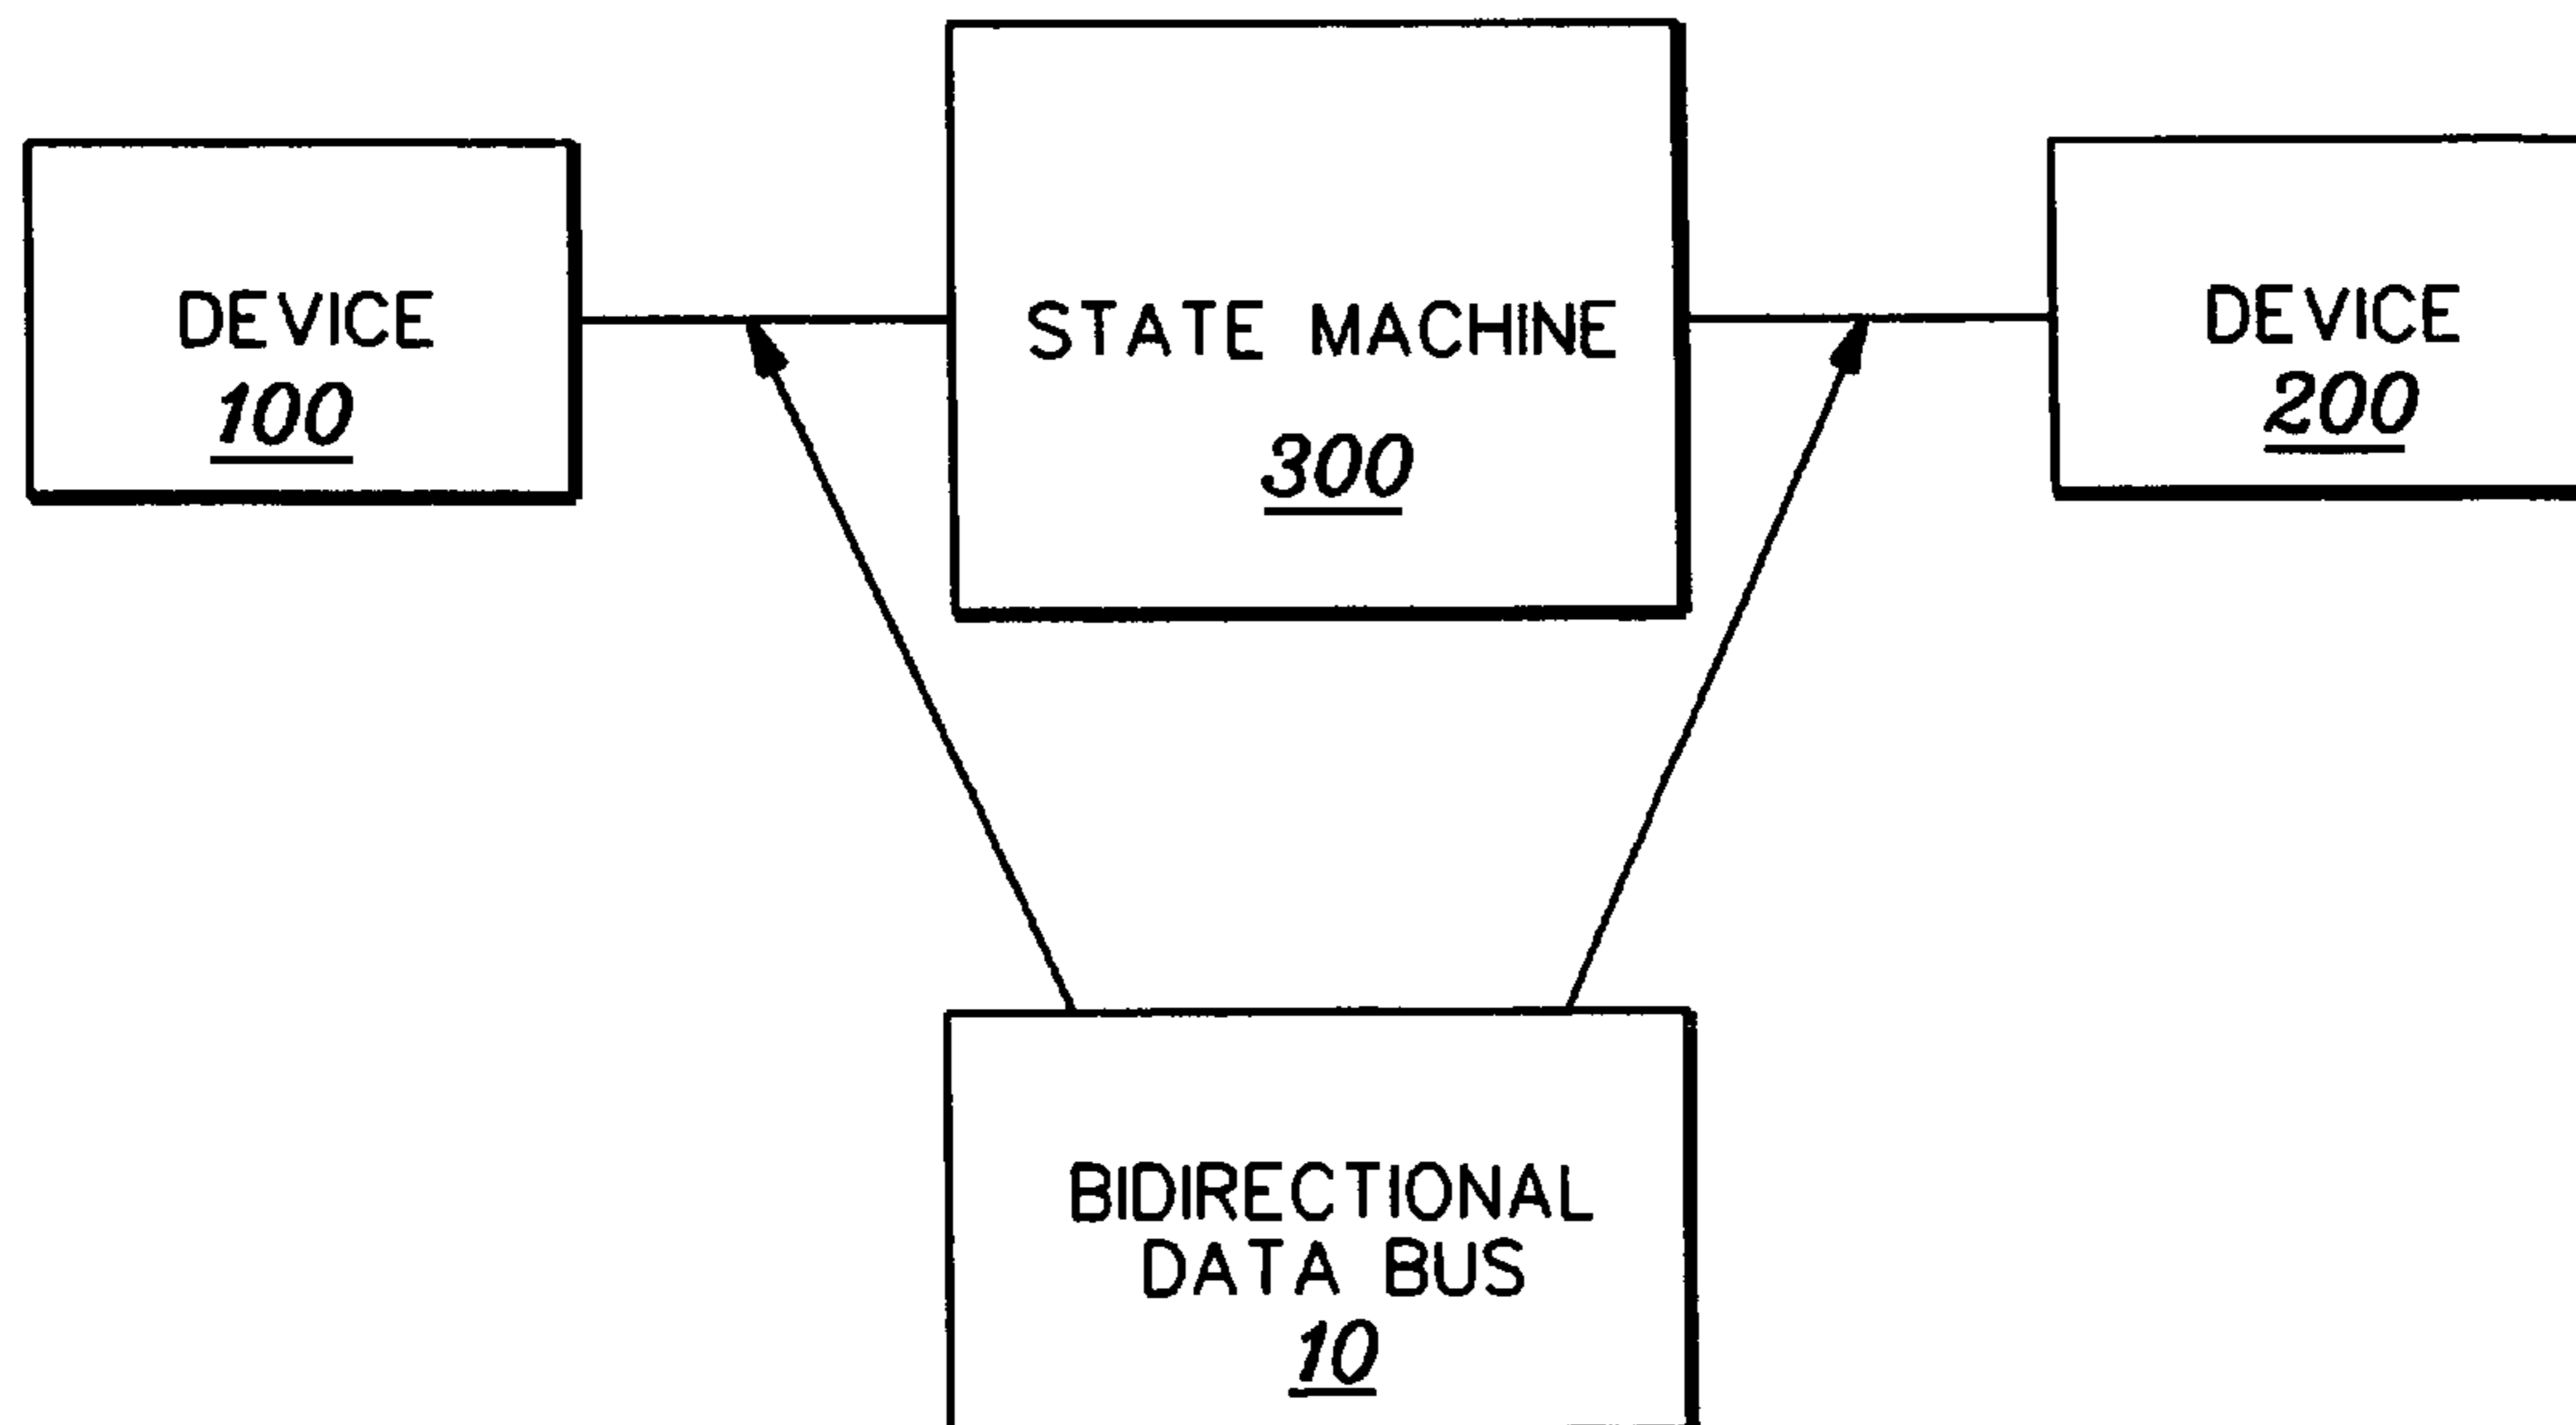 DEVICE
100
STATE MACHINE
300
DEVICE
200
BIDIRECTIONAL
DATA BUS
10